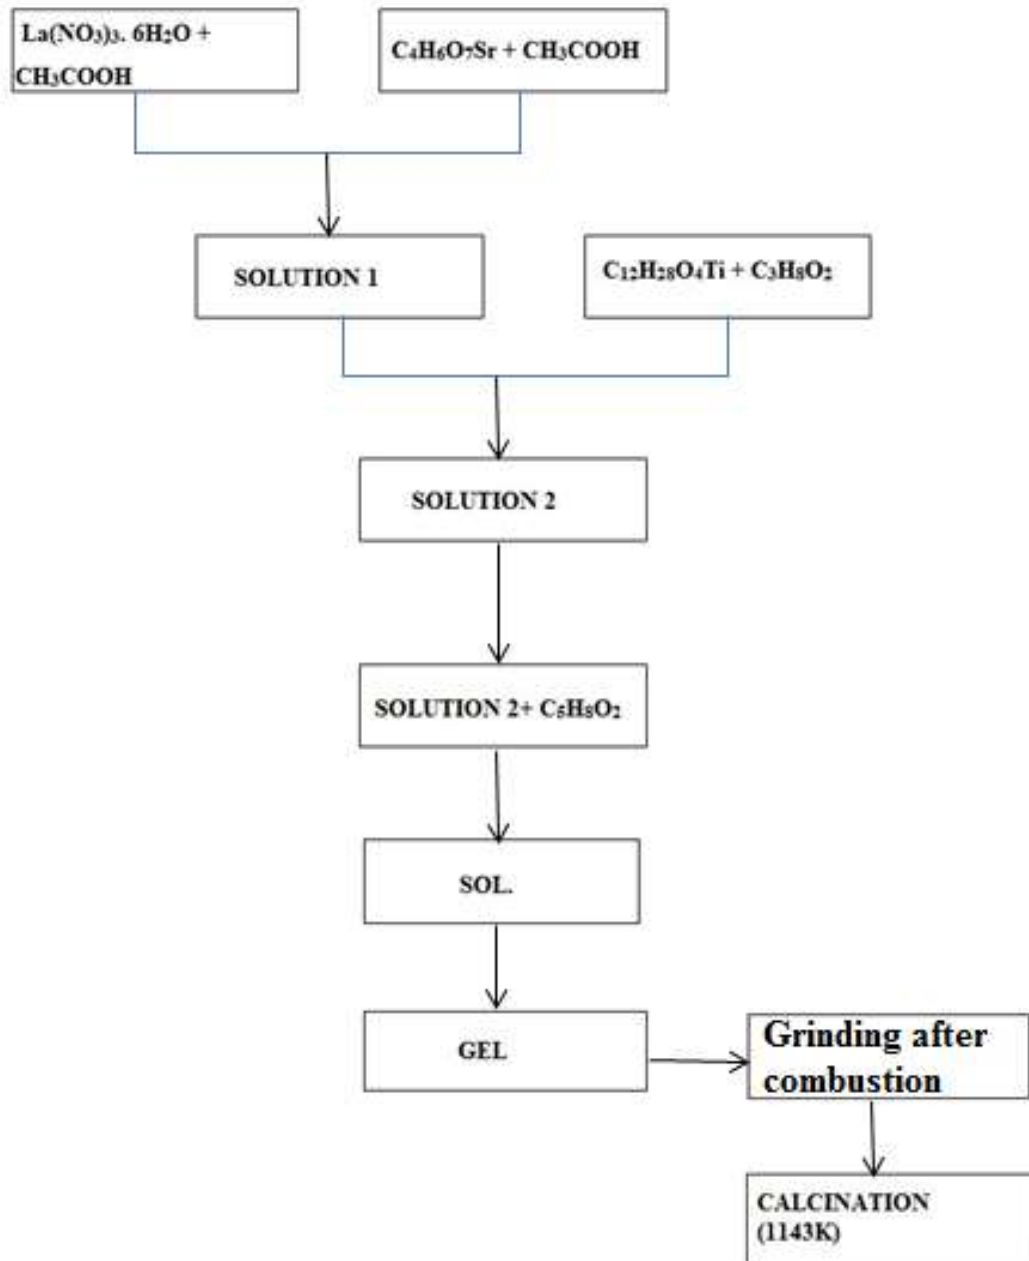 La(NO₃)₃. 6H₂O +
CH₃COOH
C₄H₆O₇Sr + CH₃COOH
SOLUTION 1
C₁₂H₂₈O₄Ti + C₃H₈O₂
SOLUTION 2
SOLUTION 2+ C₅H₈O₂
SOL.
GEL
Grinding after
combustion
CALCINATION
(1143K)